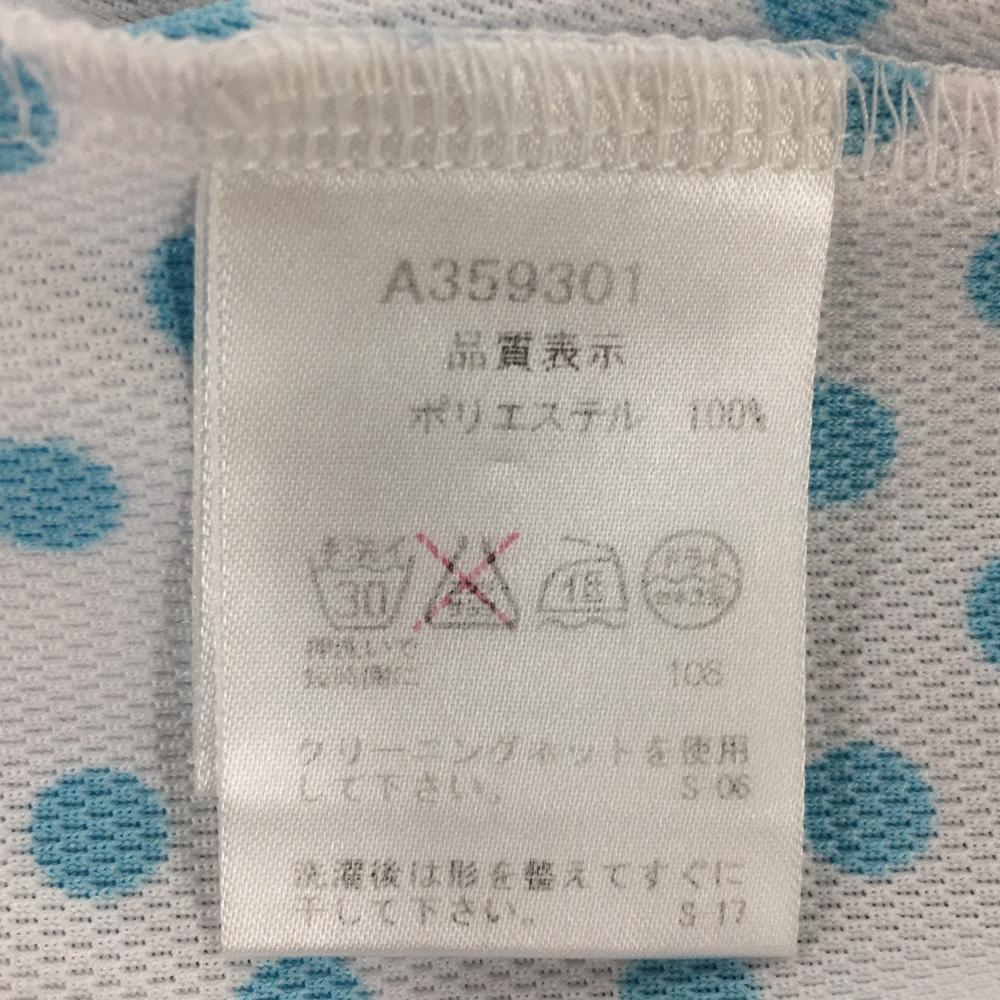 A359301
品質表示
ポリエステル 100%
手洗イ
30
106
クリーニングネットを使用
して下さい。 S-06
洗濯後は形を整えてすぐに
干して下さい。 S-17